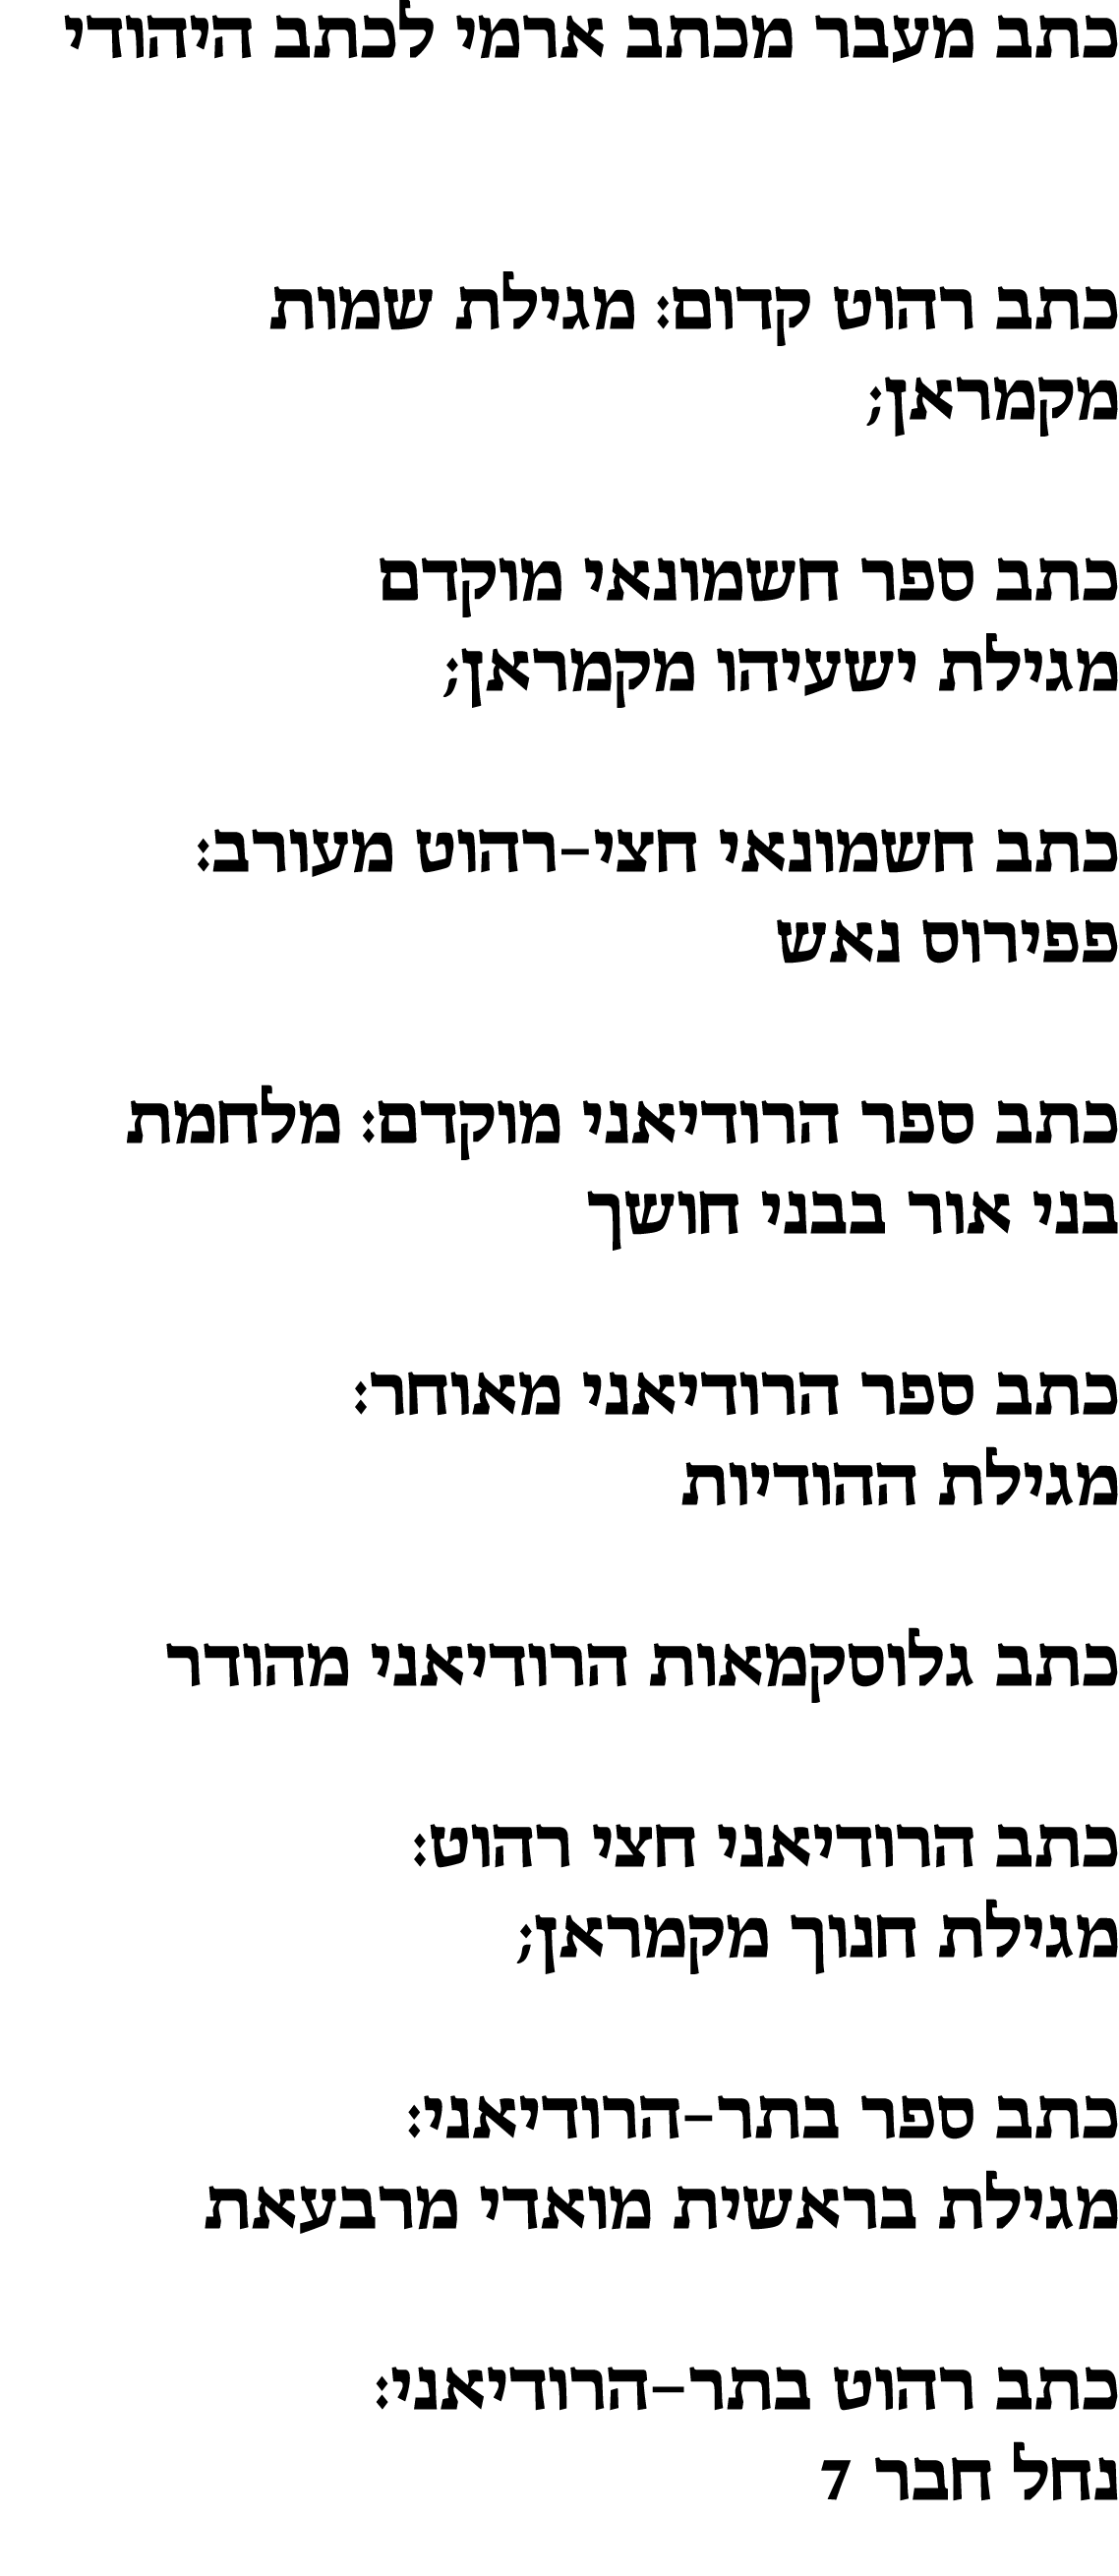 כתב מעבר מכתב ארמי לכתב היהודי
כתב רהוט קדום: מגילת שמות
מקמראן;
כתב ספר חשמונאי מוקדם
מגילת ישעיהו מקמראן;
כתב חשמונאי חצי-רהוט מעורב:
פפירוס נאש
כתב ספר הרודיאני מוקדם: מלחמת
בני אור בבני חושך
כתב ספר הרודיאני מאוחר:
מגילת ההודיות
כתב גלוסקמאות הרודיאני מהודר
כתב הרודיאני חצי רהוט:
מגילת חנוך מקמראן;
כתב ספר בתר-הרודיאני:
מגילת בראשית מואדי מרבעאת
כתב רהוט בתר-הרודיאני:
נחל חבר 7